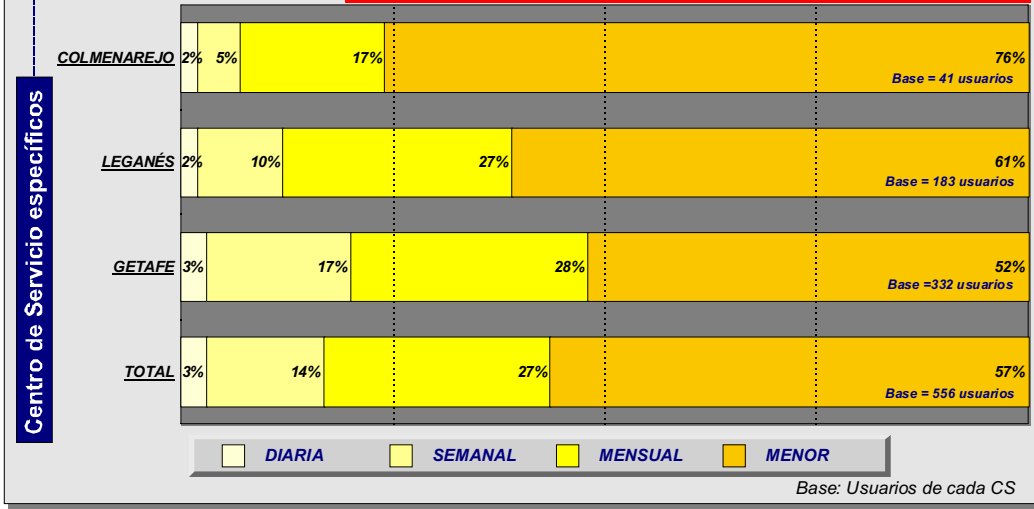 Centro de Servicio específicos
COLMENAREJO 2% 5% 17% 76%
Base = 41 usuarios
LEGANÉS 2% 10% 27% 61%
Base = 183 usuarios
GETAFE 3% 17% 28% 52%
Base =332 usuarios
TOTAL 3% 14% 27% 57%
Base = 556 usuarios
DIARIA SEMANAL MENSUAL MENOR
Base: Usuarios de cada CS